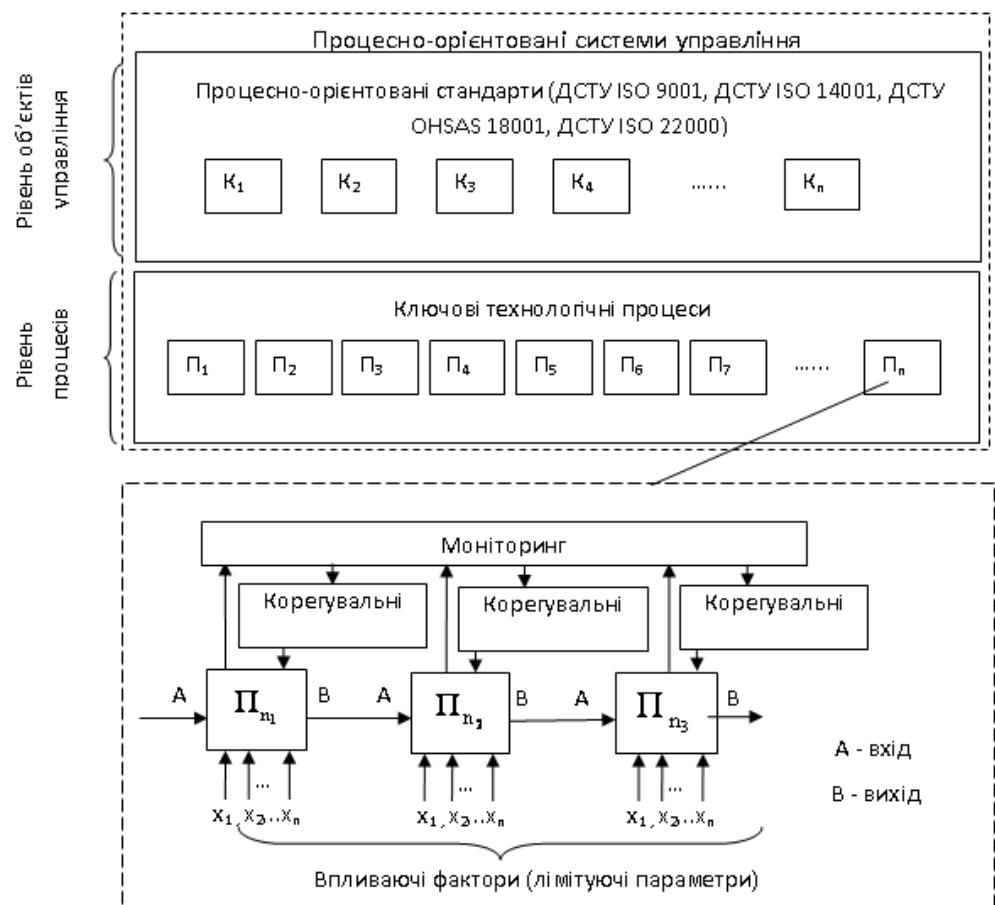 Процесно-орієнтовані системи управління
Рівень об'єктів
управління
Процесно-орієнтовані стандарти (ДСТУ ISO 9001, ДСТУ ISO 14001, ДСТУ
OHSAS 18001, ДСТУ ISO 22000)
К₁ К₂ К₃ К₄ ...... Кₙ
Рівень
процесів
Ключові технологічні процеси
П₁ П₂ П₃ П₄ П₅ П₆ П₇ ...... Пₙ
Моніторинг
Корегувальні Корегувальні Корегувальні
A Пₙ₁ B A Пₙ₂ B A Пₙ₃ B
... ... ...
x₁, x₂...xₙ x₁, x₂...xₙ x₁, x₂...xₙ
A - вхід
B - вихід
Впливаючі фактори (лімітуючі параметри)